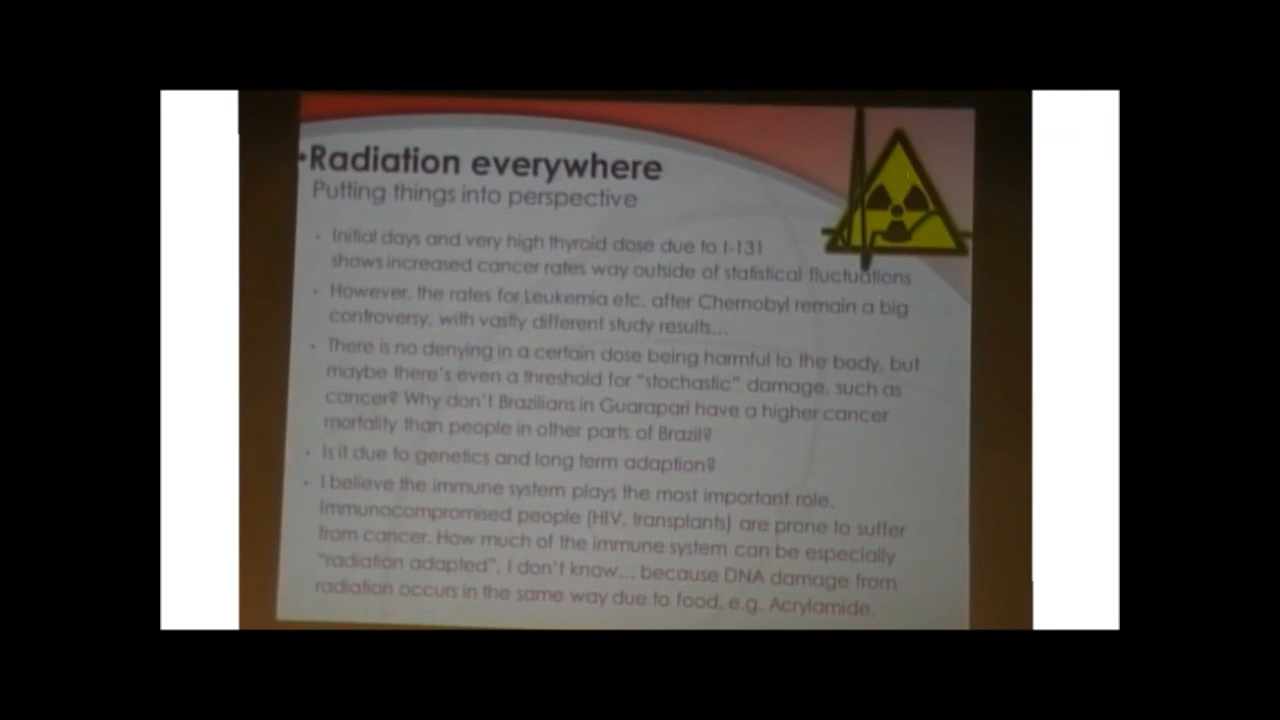 •Radiation everywhere
Putting things into perspective
• Initial days and very high thyroid dose due to I-131
shows increased cancer rates way outside of statistical fluctuations
• However, the rates for Leukemia etc. after Chernobyl remain a big
controversy, with vastly different study results...
• There is no denying in a certain dose being harmful to the body, but
maybe there's even a threshold for "stochastic" damage, such as
cancer? Why don't Brazilians in Guarapari have a higher cancer
mortality than people in other parts of Brazil?
• Is it due to genetics and long term adaption?
• I believe the immune system plays the most important role.
Immunocompromised people (HIV, transplants) are prone to suffer
from cancer. How much of the immune system can be especially
"radiation adapted", I don't know... because DNA damage from
radiation occurs in the same way due to food, e.g. Acrylamide.